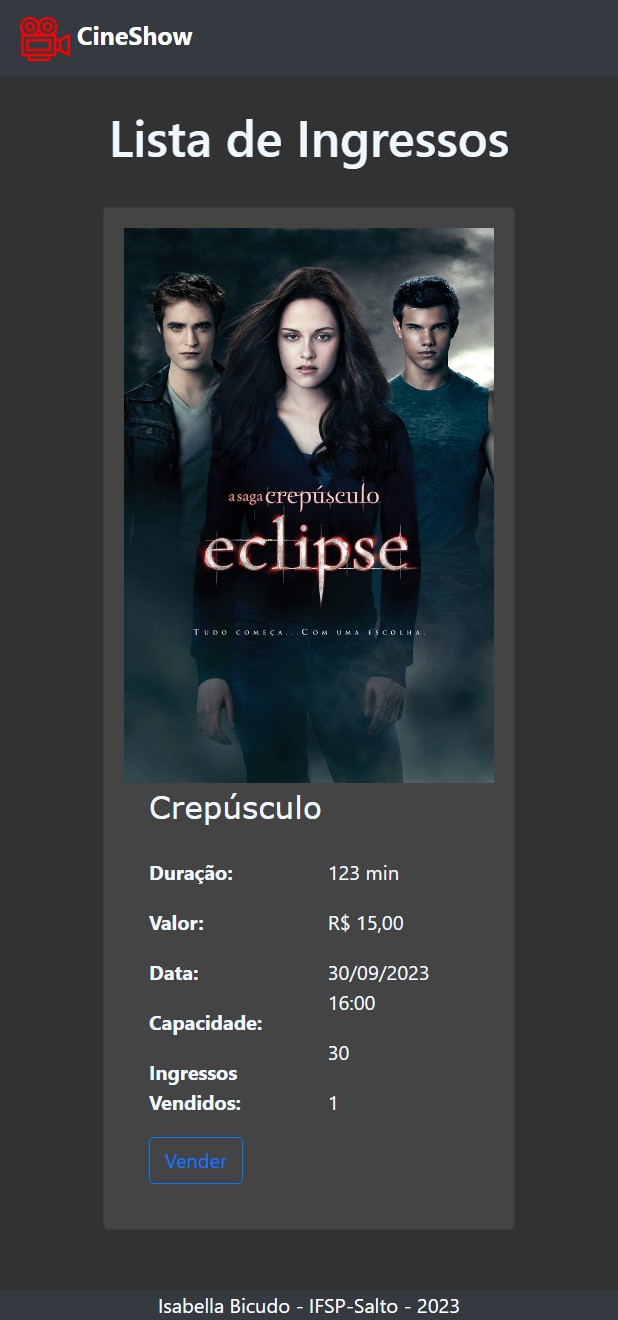 CineShow
Lista de Ingressos
a saga crepúsculo
eclipse
TUDO COMEÇA...COM UMA ESCOLHA.
Crepúsculo
Duração: 123 min
Valor: R$ 15,00
Data: 30/09/2023
16:00
Capacidade: 30
Ingressos
Vendidos: 1
Vender
Isabella Bicudo - IFSP-Salto - 2023